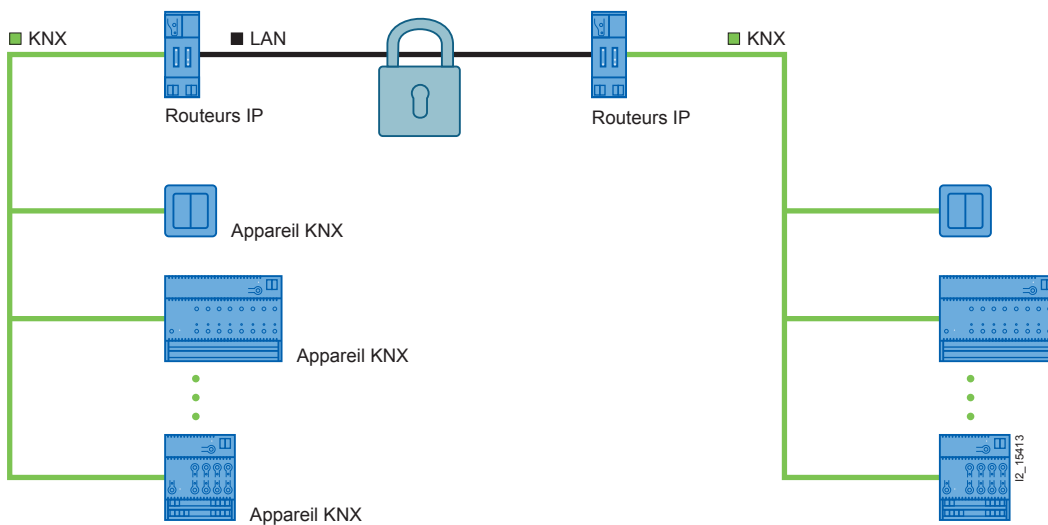 KNX
LAN
KNX
Routeurs IP
Routeurs IP
Appareil KNX
Appareil KNX
Appareil KNX
I2_15413